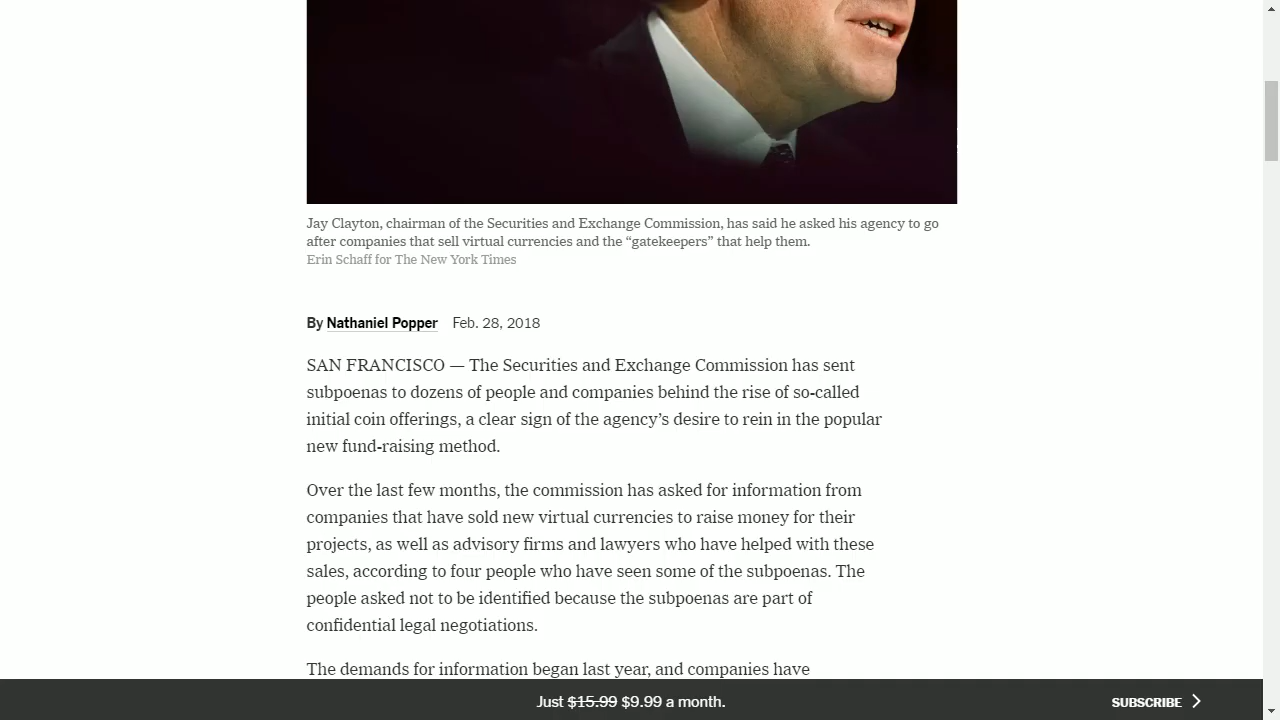 Jay Clayton, chairman of the Securities and Exchange Commission, has said he asked his agency to go
after companies that sell virtual currencies and the “gatekeepers” that help them.
Erin Schaff for The New York Times
By Nathaniel Popper Feb. 28, 2018
SAN FRANCISCO — The Securities and Exchange Commission has sent
subpoenas to dozens of people and companies behind the rise of so-called
initial coin offerings, a clear sign of the agency’s desire to rein in the popular
new fund-raising method.
Over the last few months, the commission has asked for information from
companies that have sold new virtual currencies to raise money for their
projects, as well as advisory firms and lawyers who have helped with these
sales, according to four people who have seen some of the subpoenas. The
people asked not to be identified because the subpoenas are part of
confidential legal negotiations.
The demands for information began last year, and companies have
Just $15.99 $9.99 a month.
SUBSCRIBE